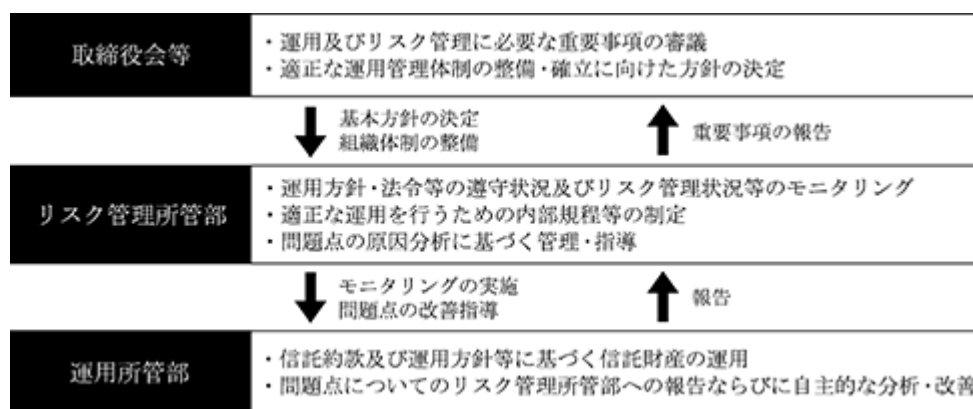 取締役会等
・運用及びリスク管理に必要な重要事項の審議
・適正な運用管理体制の整備・確立に向けた方針の決定
基本方針の決定
組織体制の整備
重要事項の報告
リスク管理所管部
・運用方針・法令等の遵守状況及びリスク管理状況等のモニタリング
・適正な運用を行うための内部規程等の制定
・問題点の原因分析に基づく管理・指導
モニタリングの実施
問題点の改善指導
報告
運用所管部
・信託約款及び運用方針等に基づく信託財産の運用
・問題点についてのリスク管理所管部への報告ならびに自主的な分析・改善